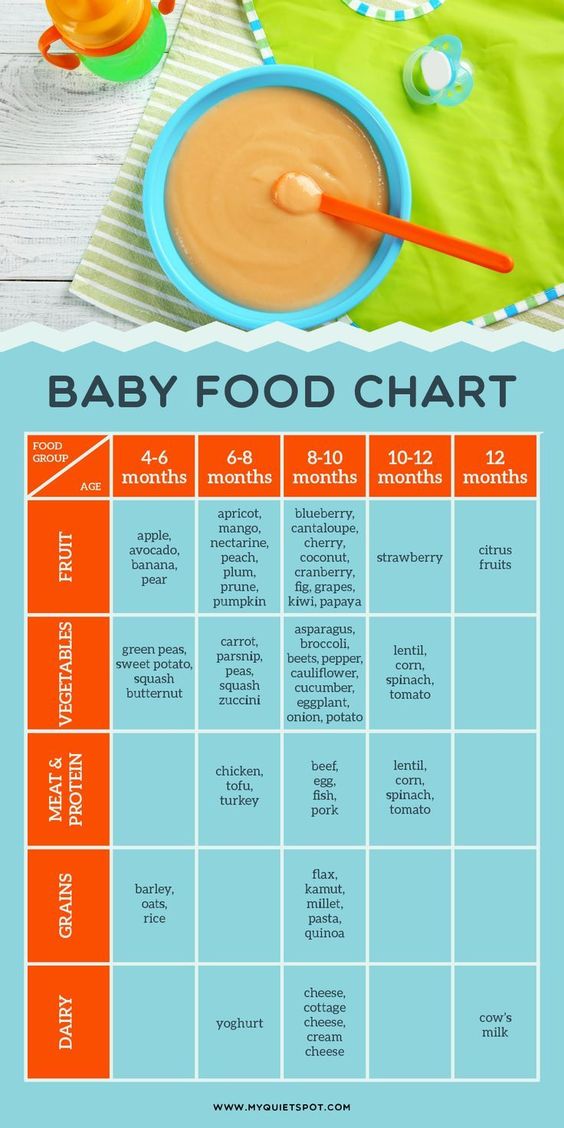 BABY FOOD CHART
FOOD
GROUP
AGE
4-6
months
6-8
months
8-10
months
10-12
months
12
months
FRUIT
apple,
avocado,
banana,
pear
apricot,
mango,
nectarine,
peach,
plum,
prune,
pumpkin
blueberry,
cantaloupe,
cherry,
coconut,
cranberry,
fig, grapes,
kiwi, papaya
strawberry
citrus
fruits
VEGETABLES
green peas,
sweet potato,
squash
butternut
carrot,
parsnip,
peas,
squash
zuccini
asparagus,
broccoli,
beets, pepper,
cauliflower,
cucumber,
eggplant,
onion, potato
lentil,
corn,
spinach,
tomato
MEAT &
PROTEIN
chicken,
tofu,
turkey
beef,
egg,
fish,
pork
lentil,
corn,
spinach,
tomato
GRAINS
barley,
oats,
rice
flax,
kamut,
millet,
pasta,
quinoa
DAIRY
yoghurt
cheese,
cottage
cheese,
cream
cheese
cow's
milk
WWW.MYQUIETSPOT.COM